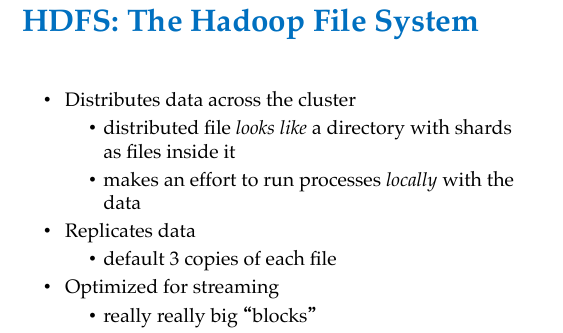 HDFS: The Hadoop File System
• Distributes data across the cluster
• distributed file looks like a directory with shards
as files inside it
• makes an effort to run processes locally with the
data
• Replicates data
• default 3 copies of each file
• Optimized for streaming
• really really big “blocks”